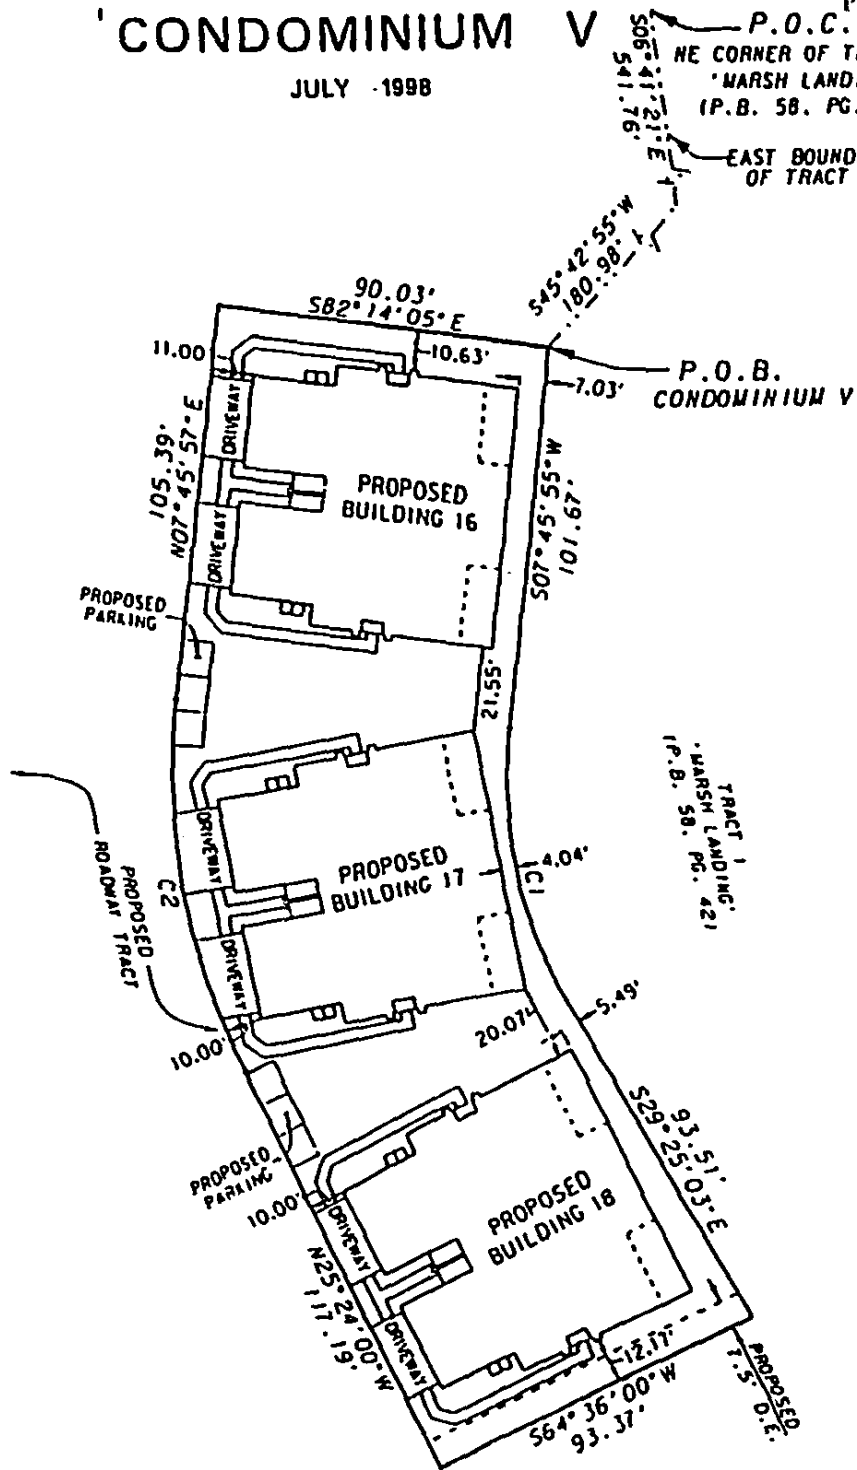 'CONDOMINIUM V
JULY 1998
P.O.C.
NE CORNER OF
'MARSH
(P.B. 58. PG.
S06°41'21"E
541.76'
EAST
OF TRACT
S45°42'55"W
180.98'
90.03'
S82°14'05"E
P.O.B.
CONDOMINIUM V
11.00
10.63'
7.03'
DRIVEWAY
105.39'
N07°45'57"E
PROPOSED
BUILDING 16
S07°45'55"W
101.67'
DRIVEWAY
PROPOSED
PARKING
21.55'
TRACT 1
'MARSH LANDING'
(P.B. 58. PG. 42)
DRIVEWAY
PROPOSED
BUILDING 17
4.04'
C1
C2
PROPOSED
ROADWAY TRACT
DRIVEWAY
20.07'
5.49'
10.00'
93.51'
S29°25'03"E
PROPOSED
PARKING
10.00'
PROPOSED
BUILDING 18
DRIVEWAY
N25°24'00"W
117.19'
DRIVEWAY
12.17'
S64°36'00"W
93.37'
PROPOSED
7.5' D.E.